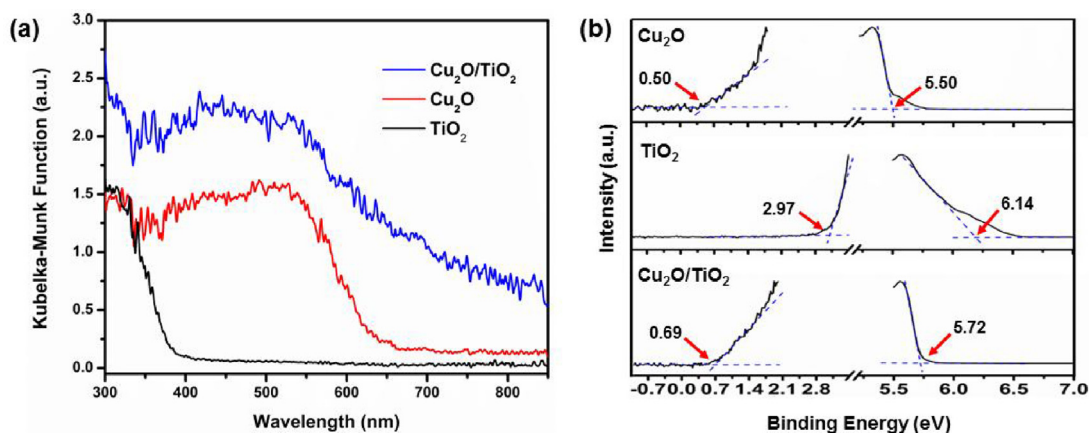 (a)
3.0
2.5
2.0
1.5
1.0
0.5
0.0
Kubelka-Munk Function (a.u.)
Cu₂O/TiO₂
Cu₂O
TiO₂
300 400 500 600 700 800
Wavelength (nm)
(b)
Cu₂O
0.50
5.50
TiO₂
2.97
6.14
Cu₂O/TiO₂
0.69
5.72
Intensity (a.u.)
-0.7 0.0 0.7 1.4 2.1 2.8 5.5 6.0 6.5 7.0
Binding Energy (eV)